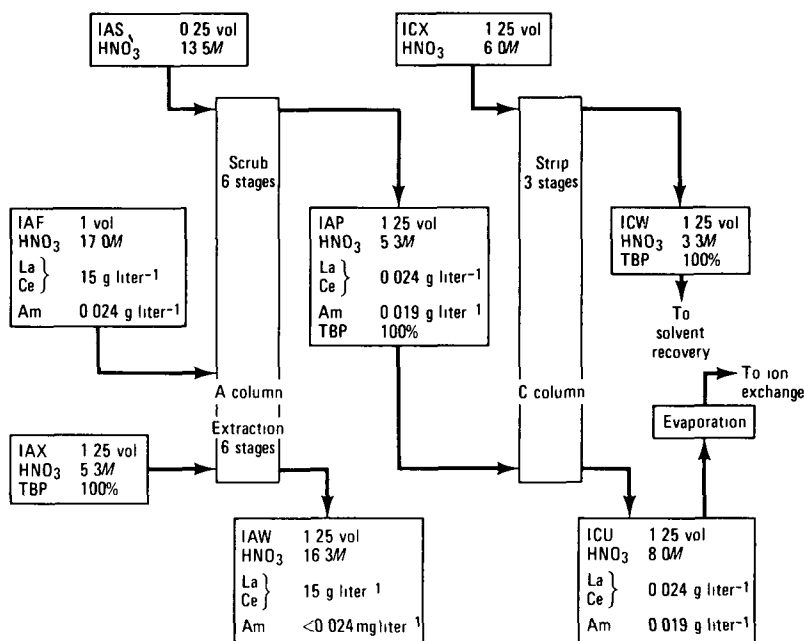 IAS 0 25 vol
HNO₃ 13 5M
ICX 1 25 vol
HNO₃ 6 0M
Scrub
6 stages
Strip
3 stages
IAF 1 vol
HNO₃ 17 0M
La
Ce } 15 g liter⁻¹
Am 0 024 g liter⁻¹
IAP 1 25 vol
HNO₃ 5 3M
La
Ce } 0 024 g liter⁻¹
Am 0 019 g liter ¹
TBP 100%
ICW 1 25 vol
HNO₃ 3 3M
TBP 100%
To
solvent
recovery
To ion
exchange
A column
Extraction
6 stages
C column
Evaporation
IAX 1 25 vol
HNO₃ 5 3M
TBP 100%
IAW 1 25 vol
HNO₃ 16 3M
La
Ce } 15 g liter ¹
Am <0 024 mg liter ¹
ICU 1 25 vol
HNO₃ 8 0M
La
Ce } 0 024 g liter⁻¹
Am 0 019 g liter⁻¹